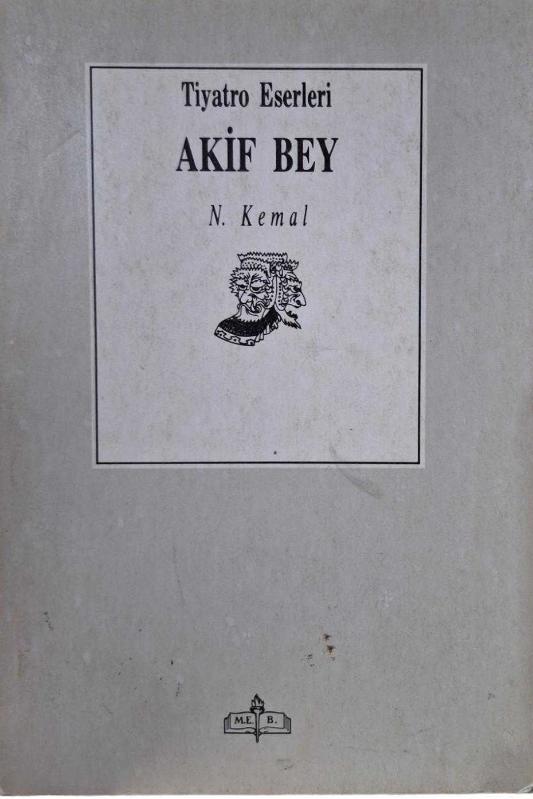 Tiyatro Eserleri
AKİF BEY
N. Kemal
M.E. B.